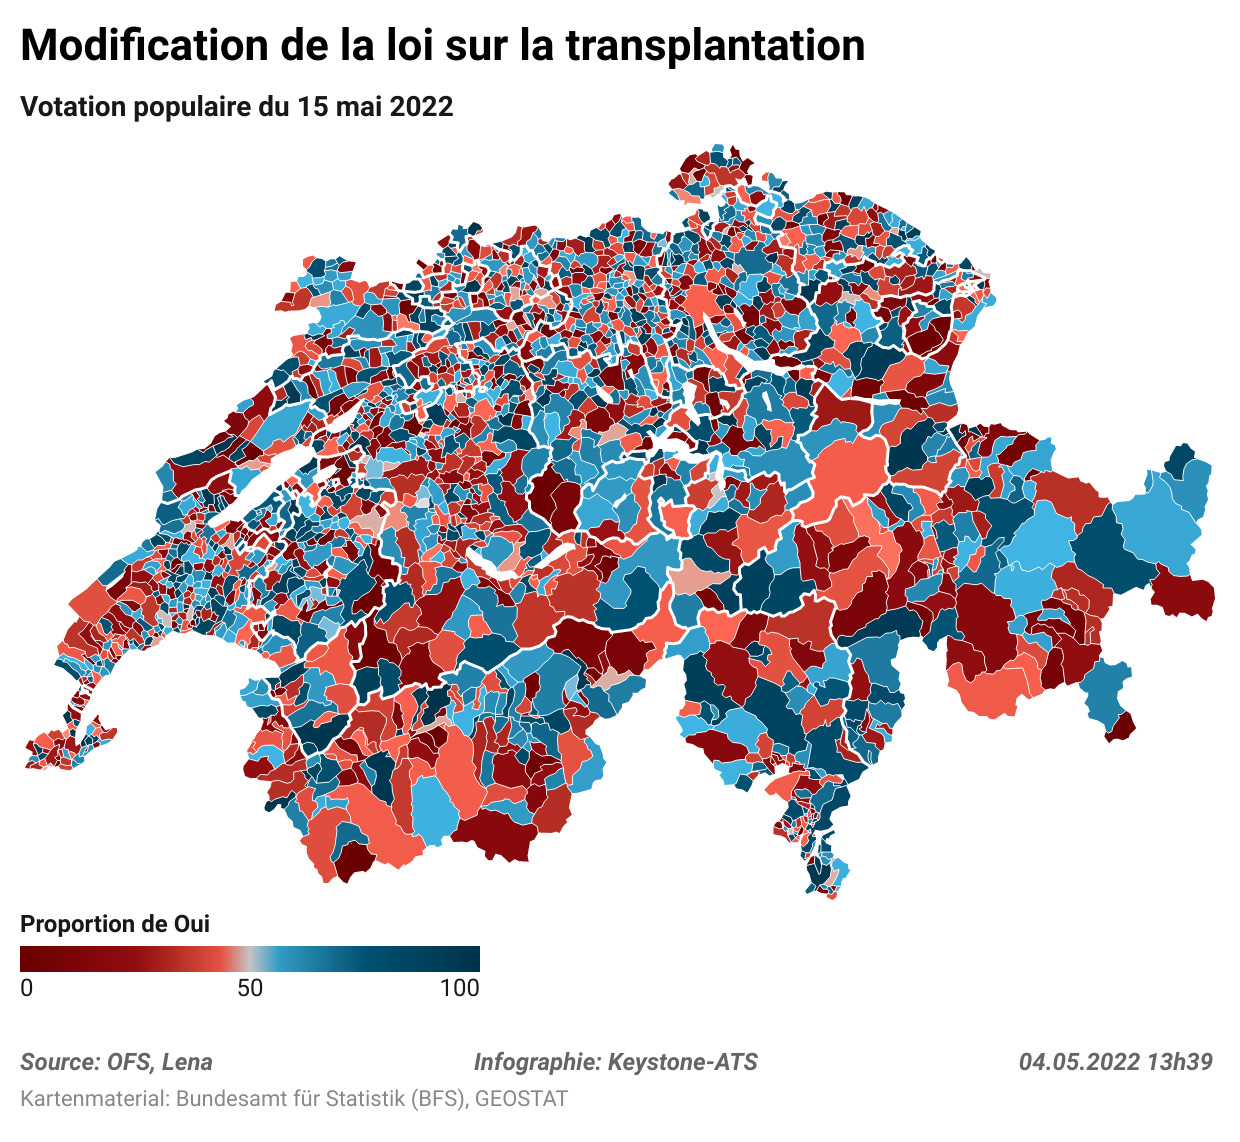 Modification de la loi sur la transplantation
Votation populaire du 15 mai 2022
Proportion de Oui
0 50 100
Source: OFS, Lena Infographie: Keystone-ATS 04.05.2022 13h39
Kartenmaterial: Bundesamt für Statistik (BFS), GEOSTAT